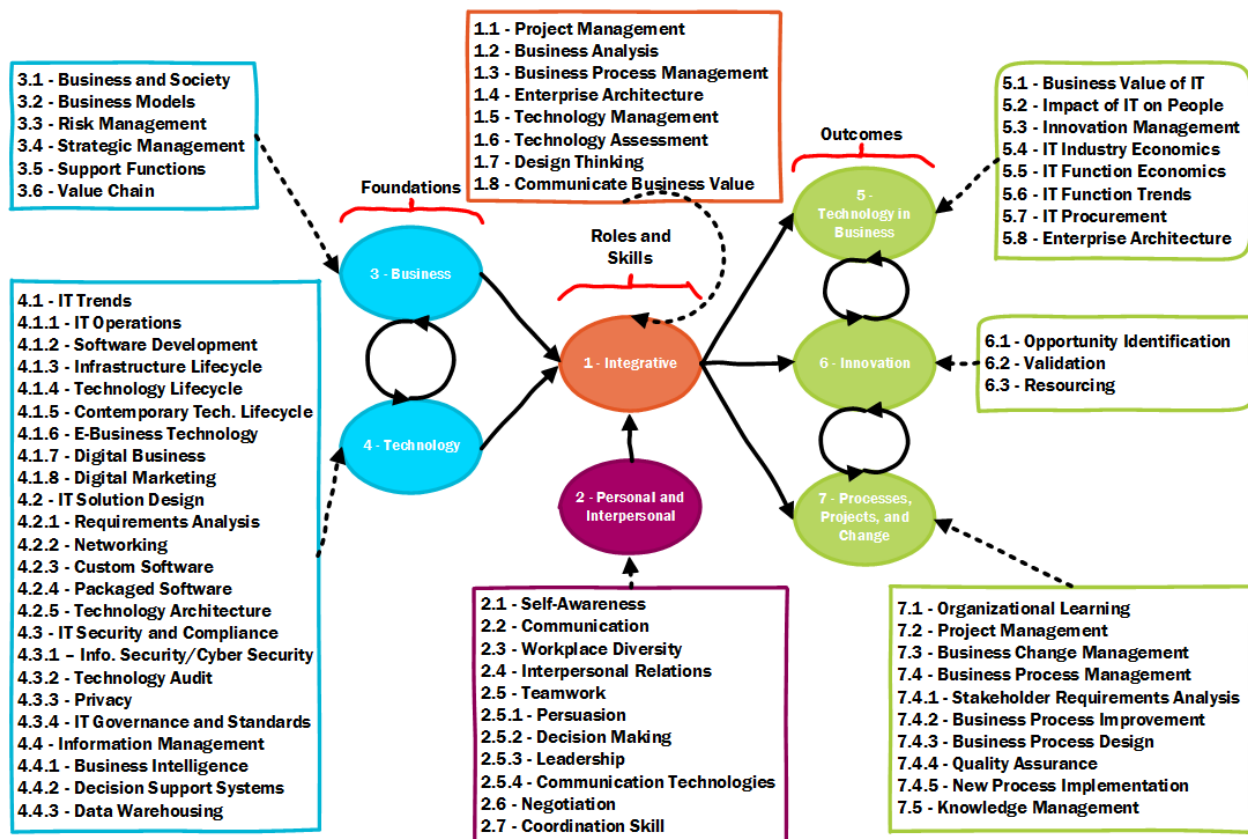 1.1 - Project Management
1.2 - Business Analysis
1.3 - Business Process Management
1.4 - Enterprise Architecture
1.5 - Technology Management
1.6 - Technology Assessment
1.7 - Design Thinking
1.8 - Communicate Business Value
3.1 - Business and Society
3.2 - Business Models
3.3 - Risk Management
3.4 - Strategic Management
3.5 - Support Functions
3.6 - Value Chain
5.1 - Business Value of IT
5.2 - Impact of IT on People
5.3 - Innovation Management
5.4 - IT Industry Economics
5.5 - IT Function Economics
5.6 - IT Function Trends
5.7 - IT Procurement
5.8 - Enterprise Architecture
Foundations
Roles and
Skills
Outcomes
3 - Business
4 - Technology
1 - Integrative
2 - Personal and
Interpersonal
5 -
Technology in
Business
6 - Innovation
7 - Processes,
Projects, and
Change
4.1 - IT Trends
4.1.1 - IT Operations
4.1.2 - Software Development
4.1.3 - Infrastructure Lifecycle
4.1.4 - Technology Lifecycle
4.1.5 - Contemporary Tech. Lifecycle
4.1.6 - E-Business Technology
4.1.7 - Digital Business
4.1.8 - Digital Marketing
4.2 - IT Solution Design
4.2.1 - Requirements Analysis
4.2.2 - Networking
4.2.3 - Custom Software
4.2.4 - Packaged Software
4.2.5 - Technology Architecture
4.3 - IT Security and Compliance
4.3.1 – Info. Security/Cyber Security
4.3.2 - Technology Audit
4.3.3 - Privacy
4.3.4 - IT Governance and Standards
4.4 - Information Management
4.4.1 - Business Intelligence
4.4.2 - Decision Support Systems
4.4.3 - Data Warehousing
6.1 - Opportunity Identification
6.2 - Validation
6.3 - Resourcing
2.1 - Self-Awareness
2.2 - Communication
2.3 - Workplace Diversity
2.4 - Interpersonal Relations
2.5 - Teamwork
2.5.1 - Persuasion
2.5.2 - Decision Making
2.5.3 - Leadership
2.5.4 - Communication Technologies
2.6 - Negotiation
2.7 - Coordination Skill
7.1 - Organizational Learning
7.2 - Project Management
7.3 - Business Change Management
7.4 - Business Process Management
7.4.1 - Stakeholder Requirements Analysis
7.4.2 - Business Process Improvement
7.4.3 - Business Process Design
7.4.4 - Quality Assurance
7.4.5 - New Process Implementation
7.5 - Knowledge Management